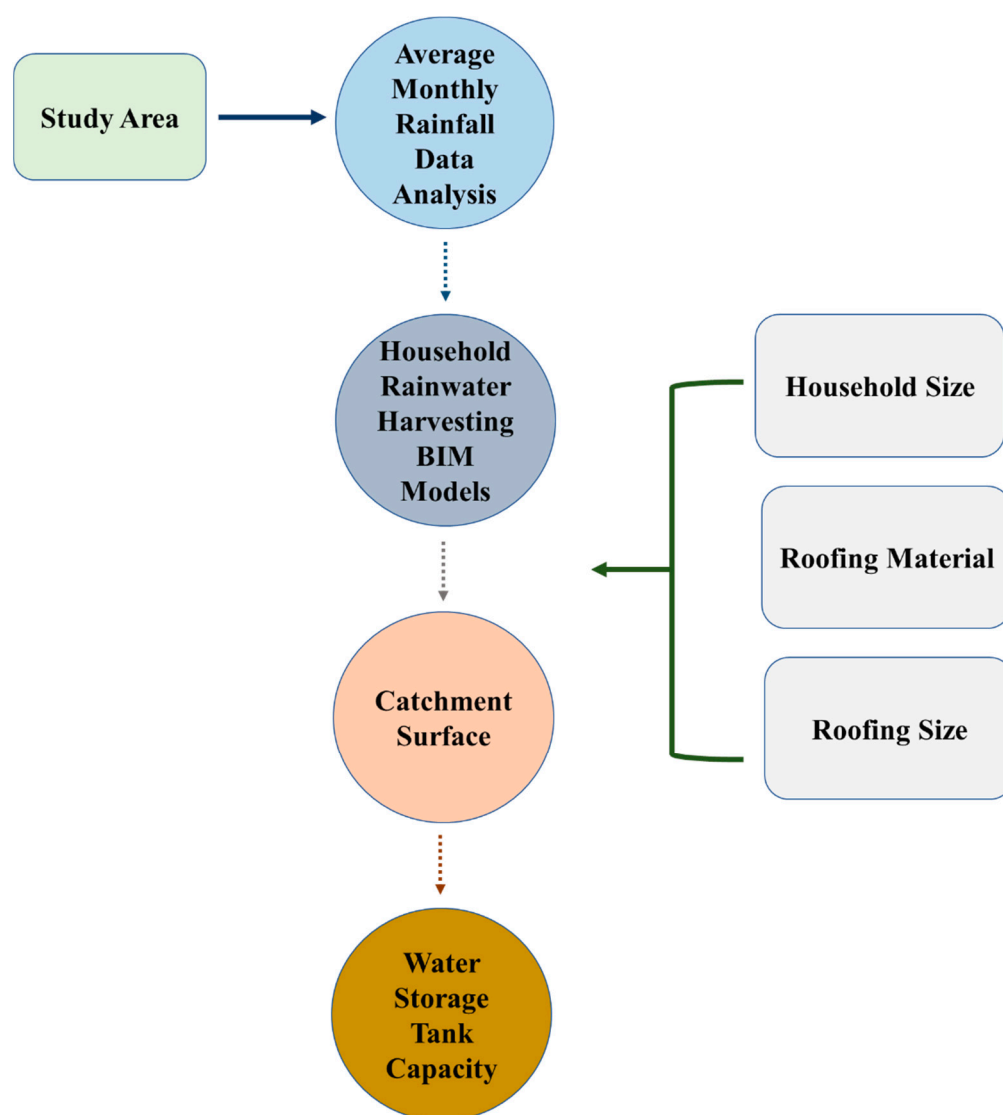 Study Area
Average
Monthly
Rainfall
Data
Analysis
Household
Rainwater
Harvesting
BIM
Models
Household Size
Roofing Material
Roofing Size
Catchment
Surface
Water
Storage
Tank
Capacity